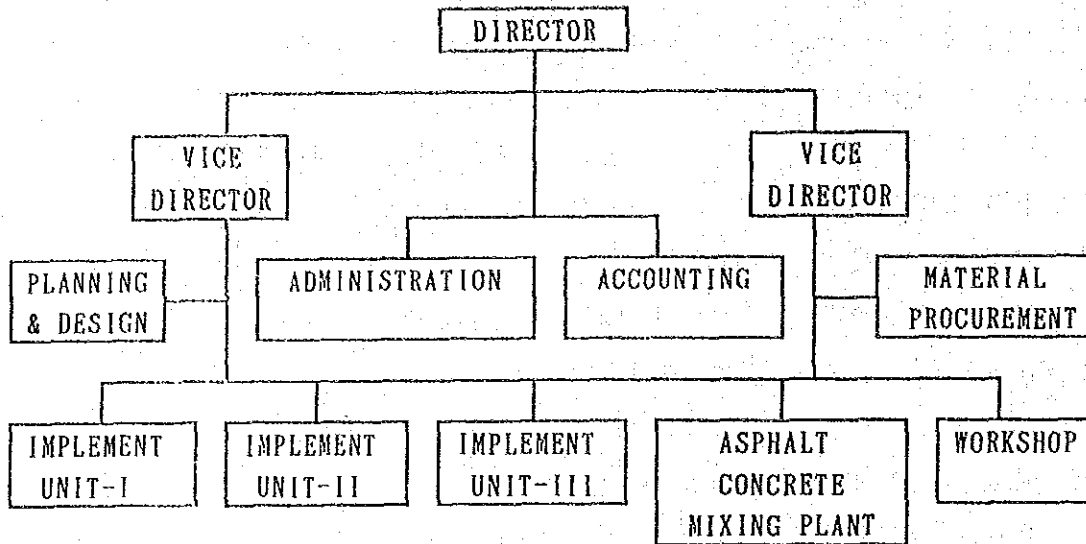 DIRECTOR
VICE
DIRECTOR
VICE
DIRECTOR
PLANNING
& DESIGN
ADMINISTRATION
ACCOUNTING
MATERIAL
PROCUREMENT
IMPLEMENT
UNIT-I
IMPLEMENT
UNIT-II
IMPLEMENT
UNIT-III
ASPHALT
CONCRETE
MIXING PLANT
WORKSHOP